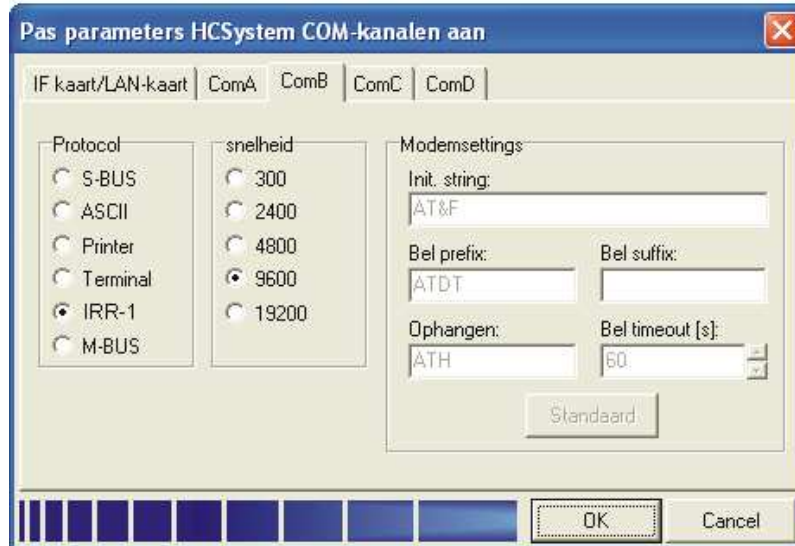 Pas parameters HCSystem COM-kanalen aan
IF kaart/LAN-kaart ComA ComB ComC ComD
Protocol
S-BUS
ASCII
Printer
Terminal
IRR-1
M-BUS
snelheid
300
2400
4800
9600
19200
Modemsettings
Init. string:
AT&F
Bel prefix: Bel suffix:
ATDT
Ophangen: Bel timeout [s]:
ATH 60
Standaard
OK Cancel